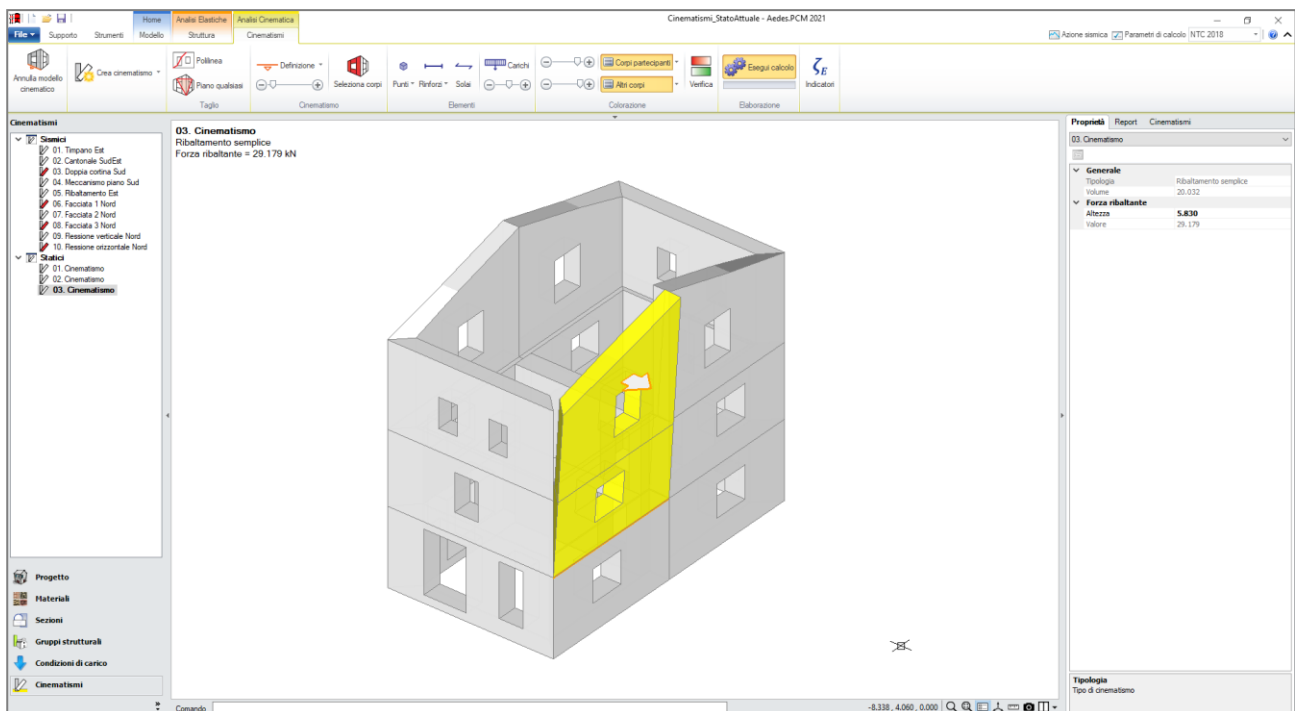 Cinematismi_StatoAttuale - Aedes.PCM 2021
Home
Analisi Elastiche
Analisi Cinematica
File
Supporto
Strumenti
Modello
Struttura
Cinematismi
Azione sismica
Parametri di calcolo
NTC 2018
Annulla modello
cinematico
Crea cinematismo
Polilinea
Piano qualsiasi
Taglio
Definizione
Seleziona corpi
Cinematismo
Punti
Rinforzi
Solai
Carichi
Elementi
Corpi partecipanti
Altri corpi
Verifica
Colorazione
Esegui calcolo
Elaborazione
ζE
Indicatori
Cinematismi
Sismici
01. Timpano Est
02. Cantonale SudEst
03. Doppia cortina Sud
04. Meccanismo piano Sud
05. Ribaltamento Est
06. Facciata 1 Nord
07. Facciata 2 Nord
08. Facciata 3 Nord
09. Flessione verticale Nord
10. Flessione orizzontale Nord
Statici
01. Cinematismo
02. Cinematismo
03. Cinematismo
Progetto
Materiali
Sezioni
Gruppi strutturali
Condizioni di carico
Cinematismi
03. Cinematismo
Ribaltamento semplice
Forza ribaltante = 29.179 kN
Comando
-8.338 , 4.060 , 0.000
Proprietà
Report
Cinematismi
03. Cinematismo
Generale
Tipologia Ribaltamento semplice
Volume 20.032
Forza ribaltante
Altezza 5.830
Valore 29.179
Tipologia
Tipo di cinematismo